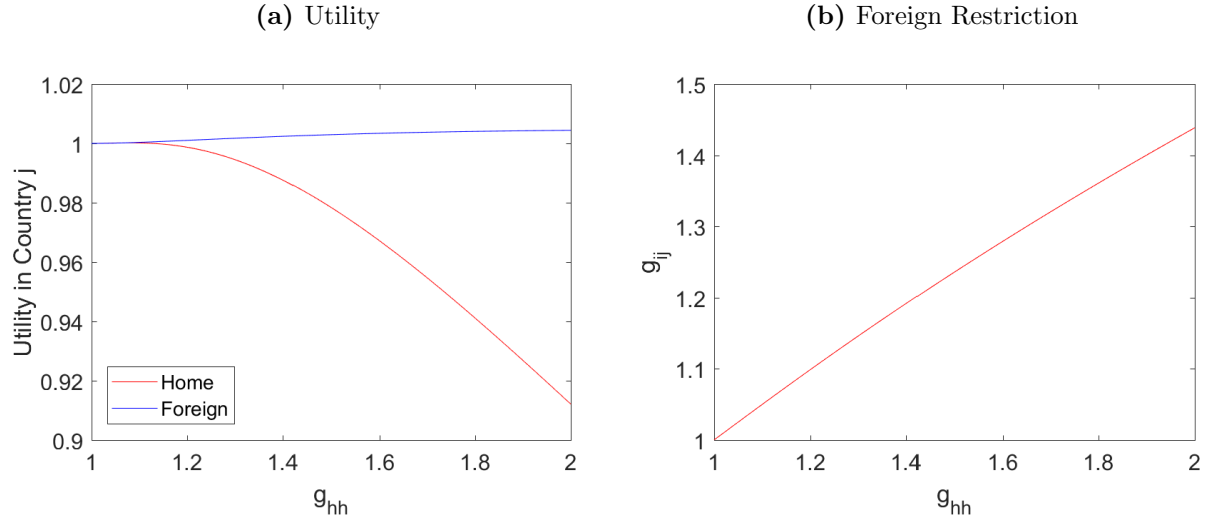 (a) Utility
(b) Foreign Restriction
1.02
1
0.98
0.96
0.94
0.92
0.9
Utility in Country j
Home
Foreign
1 1.2 1.4 1.6 1.8 2
g_hh
1.5
1.4
1.3
1.2
1.1
1
g_ij
1 1.2 1.4 1.6 1.8 2
g_hh